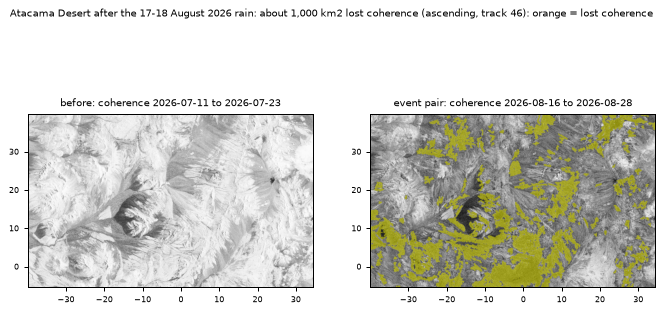 Atacama Desert after the 17-18 August 2026 rain: about 1,000 km2 lost coherence (ascending, track 46): orange = lost coherence
before: coherence 2026-07-11 to 2026-07-23
event pair: coherence 2026-08-16 to 2026-08-28
30
20
10
0
−30 −20 −10 0 10 20 30
30
20
10
0
−30 −20 −10 0 10 20 30